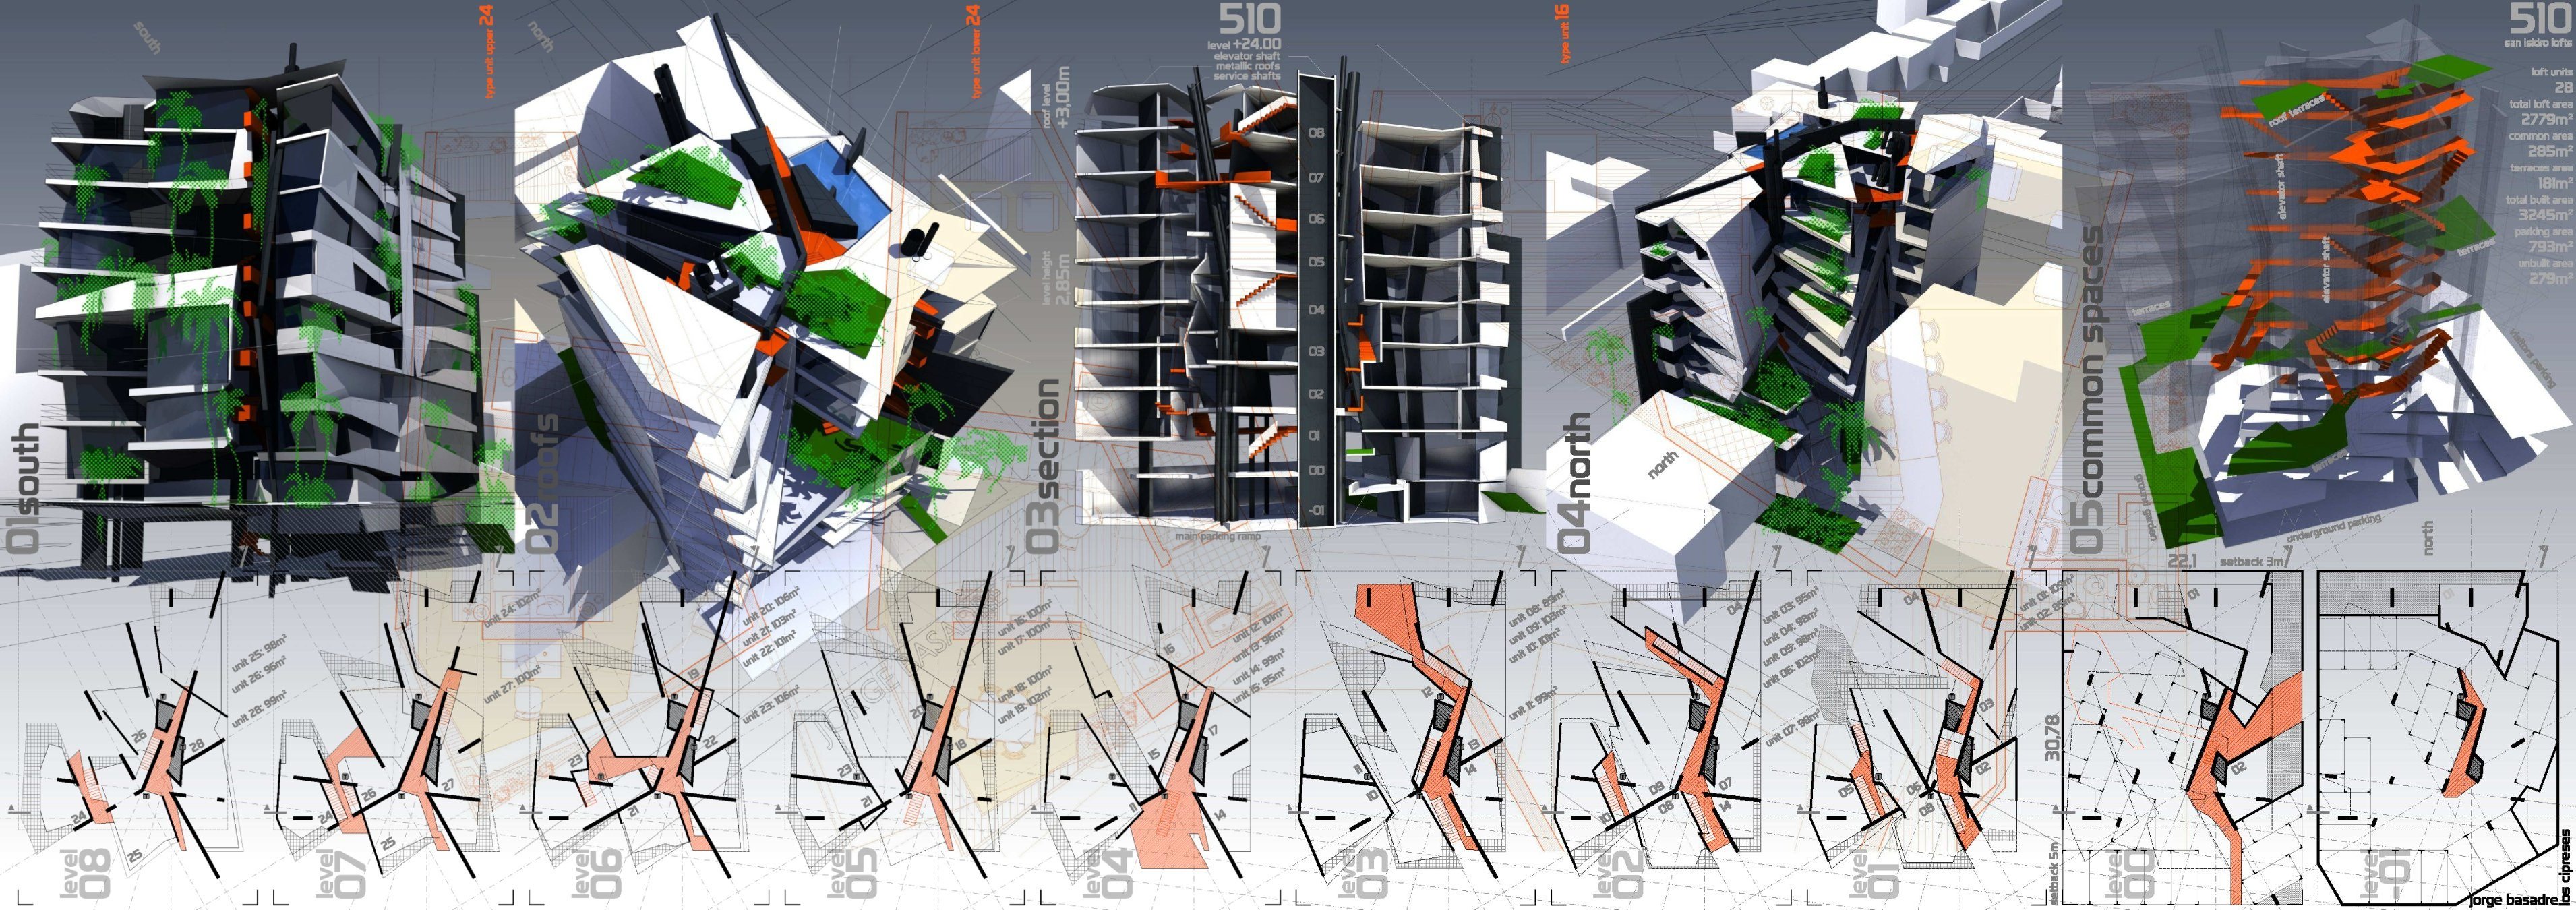 south
type unit upper 24
01south
north
type unit lower 24
02roofs
510
level +24.00
elevator shaft
metallic roofs
service shafts
roof level
+3,00m
level height
2.85m
08
07
06
05
04
03
02
01
00
-01
03section
main parking ramp
type unit 16
north
04north
510
san isidro lofts
loft units
28
total loft area
2779m²
common area
285m²
terraces area
181m²
total built area
3245m²
parking area
793m²
unbuilt area
279m²
roof terraces
elevator shaft
elevator shaft
terraces
terraces
terraces
visitors parking
ground garden
underground parking
north
05common spaces
22,1
setback 3m
30,78
setback 5m
unit 25: 98m²
unit 26: 96m²
unit 28: 99m²
26
28
24
25
level
08
unit 24: 102m²
unit 27: 100m²
26
27
24
25
level
07
unit 20: 106m²
unit 21: 103m²
unit 22: 101m²
unit 23: 106m²
19
23
22
21
level
06
unit 16: 100m²
unit 17: 100m²
unit 18: 100m²
unit 19: 102m²
20
18
23
21
level
05
unit 12: 101m²
unit 13: 96m²
unit 14: 99m²
unit 15: 95m²
16
17
15
11
14
level
04
unit 08: 89m²
unit 09: 103m²
unit 10: 101m²
unit 11: 99m²
12
13
14
11
10
level
03
unit 03: 95m²
unit 04: 98m²
unit 05: 98m²
unit 06: 102m²
unit 07: 98m²
04
09
08
07
10
14
level
02
unit 01: 109m²
unit 02: 89m²
04
03
02
05
06
08
level
01
01
02
level
00
level
-01
jorge basadre
los cipreses
JORGE BASADRE